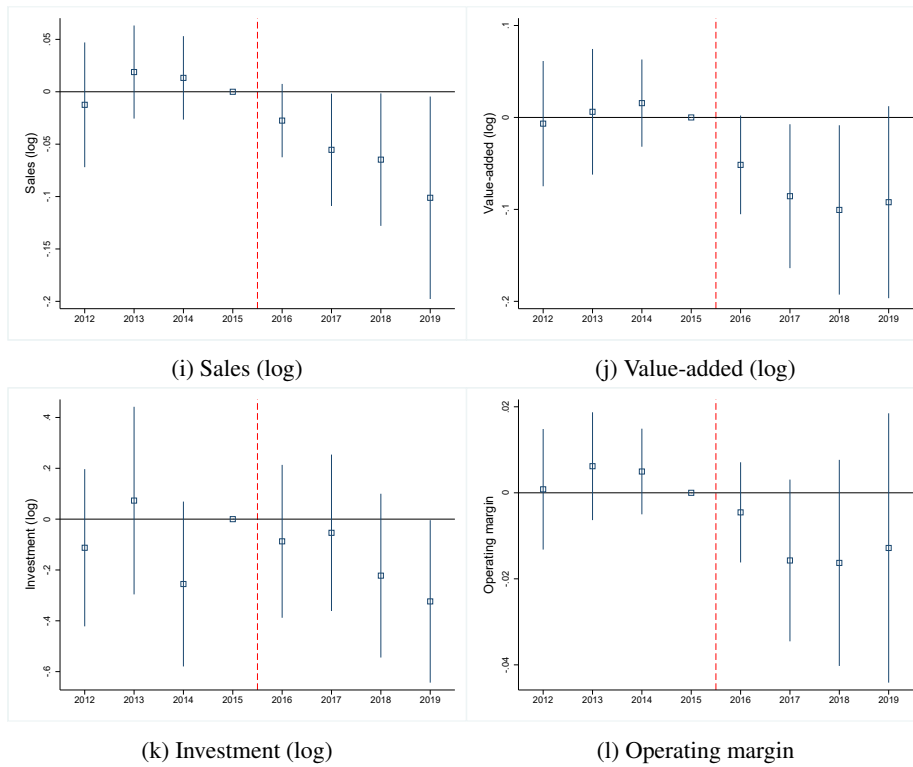 .05
0
-.05
-.1
-.15
-.2
Sales (log)
2012 2013 2014 2015 2016 2017 2018 2019
(i) Sales (log)
.1
0
-.1
-.2
Value-added (log)
2012 2013 2014 2015 2016 2017 2018 2019
(j) Value-added (log)
.4
.2
0
-.2
-.4
-.6
Investment (log)
2012 2013 2014 2015 2016 2017 2018 2019
(k) Investment (log)
.02
0
-.02
-.04
Operating margin
2012 2013 2014 2015 2016 2017 2018 2019
(l) Operating margin